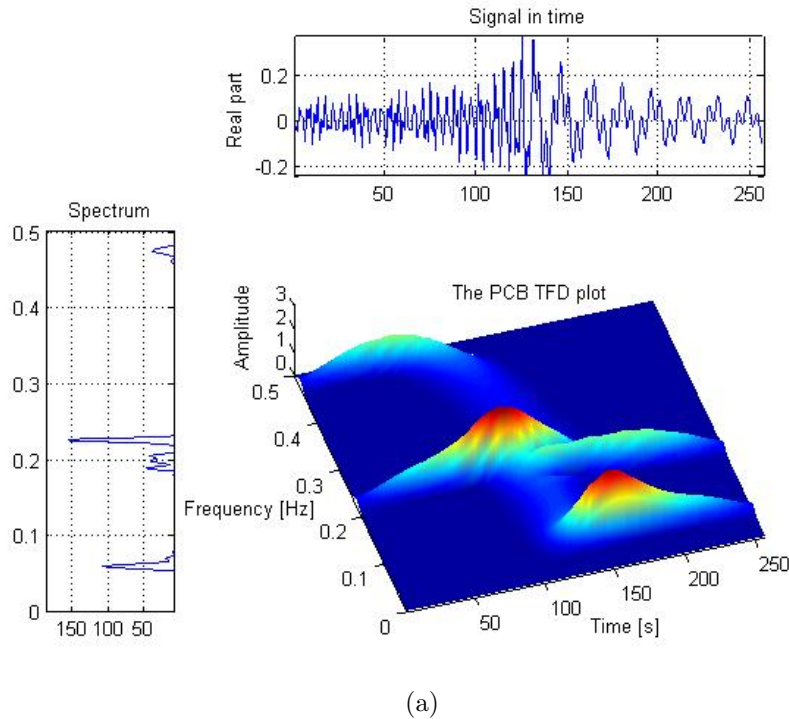 Signal in time
Real part
0.2
0
-0.2
50 100 150 200 250
Spectrum
0.5
0.4
0.3
0.2
0.1
0
150 100 50
The PCB TFD plot
Amplitude
3
2
1
0
0.5
0.4
0.3
0.2
0.1
0
Frequency [Hz]
50
100
150
200
250
Time [s]
(a)